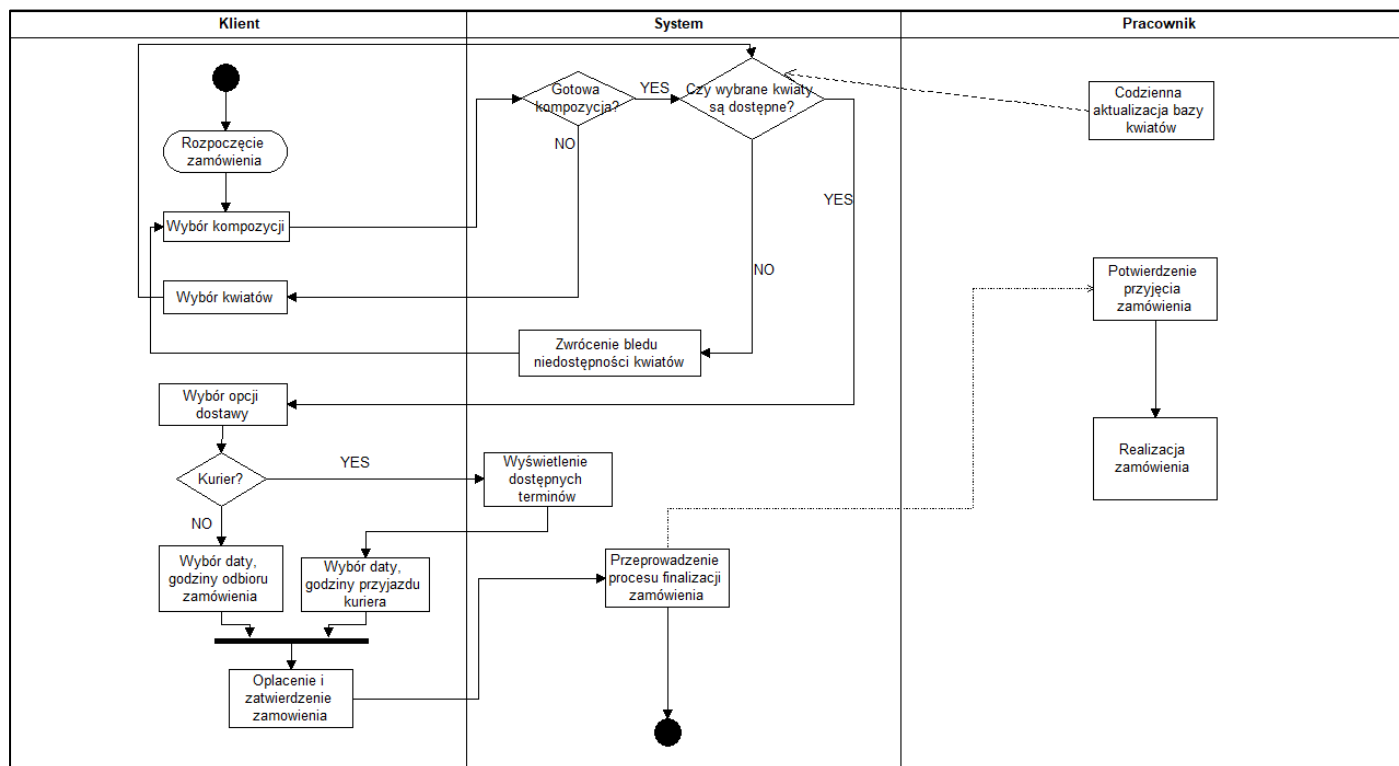 Klient
System
Pracownik
Gotowa
kompozycja?
YES
Czy wybrane kwiaty
są dostępne?
Codzienna
aktualizacja bazy
kwiatów
Rozpoczęcie
zamówienia
NO
YES
Wybór kompozycji
NO
Potwierdzenie
przyjęcia
zamówienia
Wybór kwiatów
Zwrócenie bledu
niedostępności kwiatów
Wybór opcji
dostawy
Kurier?
YES
Wyświetlenie
dostępnych
terminów
Realizacja
zamówienia
NO
Wybór daty,
godziny odbioru
zamówienia
Wybór daty,
godziny przyjazdu
kuriera
Przeprowadzenie
procesu finalizacji
zamówienia
Oplacenie i
zatwierdzenie
zamowienia